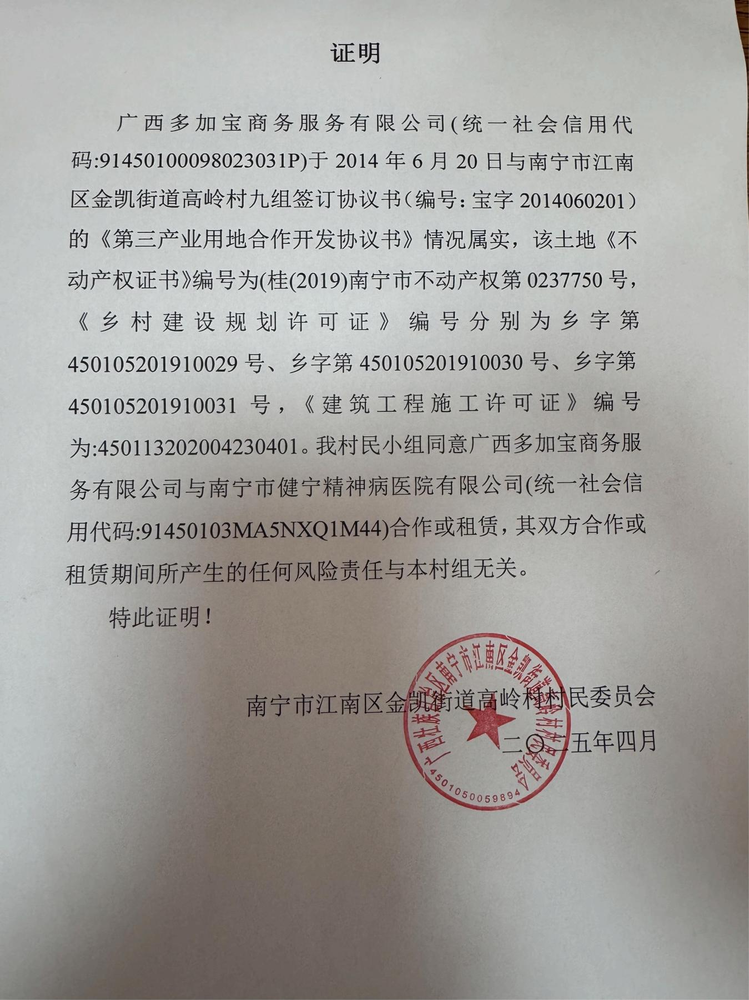 证明
广西多加宝商务服务有限公司(统一社会信用代
码:91450100098023031P)于 2014 年 6 月 20 日与南宁市江南
区金凯街道高岭村九组签订协议书(编号：宝字 2014060201)
的《第三产业用地合作开发协议书》情况属实，该土地《不
动产权证书》编号为(桂(2019)南宁市不动产权第 0237750 号，
《乡村建设规划许可证》编号分别为乡字第
450105201910029 号、乡字第 450105201910030 号、乡字第
450105201910031 号，《建筑工程施工许可证》编号
为:450113202004230401。我村民小组同意广西多加宝商务服
务有限公司与南宁市健宁精神病医院有限公司(统一社会信
用代码:91450103MA5NXQ1M44)合作或租赁，其双方合作或
租赁期间所产生的任何风险责任与本村组无关。
特此证明！
南宁市江南区金凯街道高岭村村民委员会
二〇二五年四月
广西壮族自治区南宁市江南区金凯街道高岭村村民委员会
4501050059894